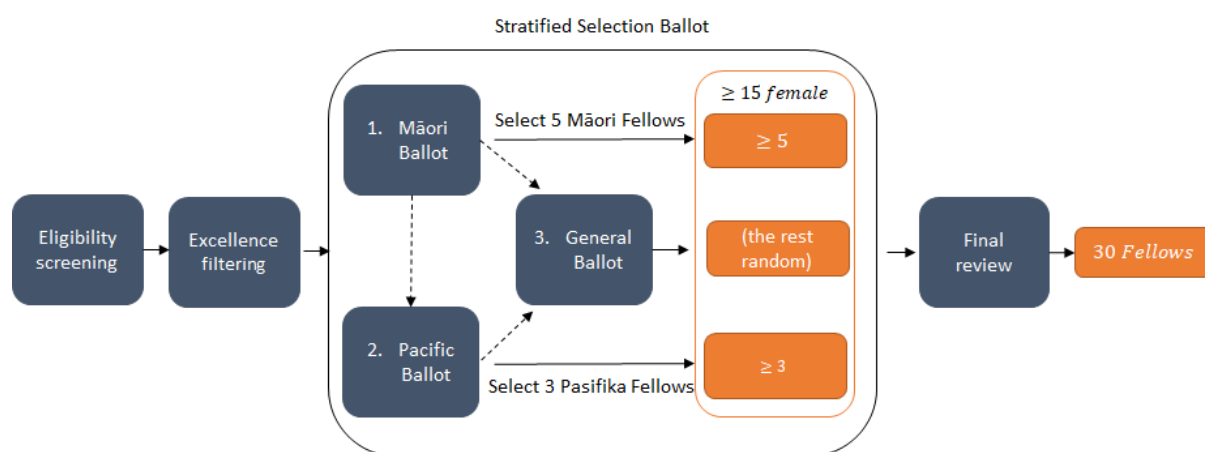 Stratified Selection Ballot
≥ 15 female
1. Māori
Ballot
Select 5 Māori Fellows
≥ 5
Eligibility
screening
Excellence
filtering
3. General
Ballot
(the rest
random)
Final
review
30 Fellows
2. Pacific
Ballot
Select 3 Pasifika Fellows
≥ 3